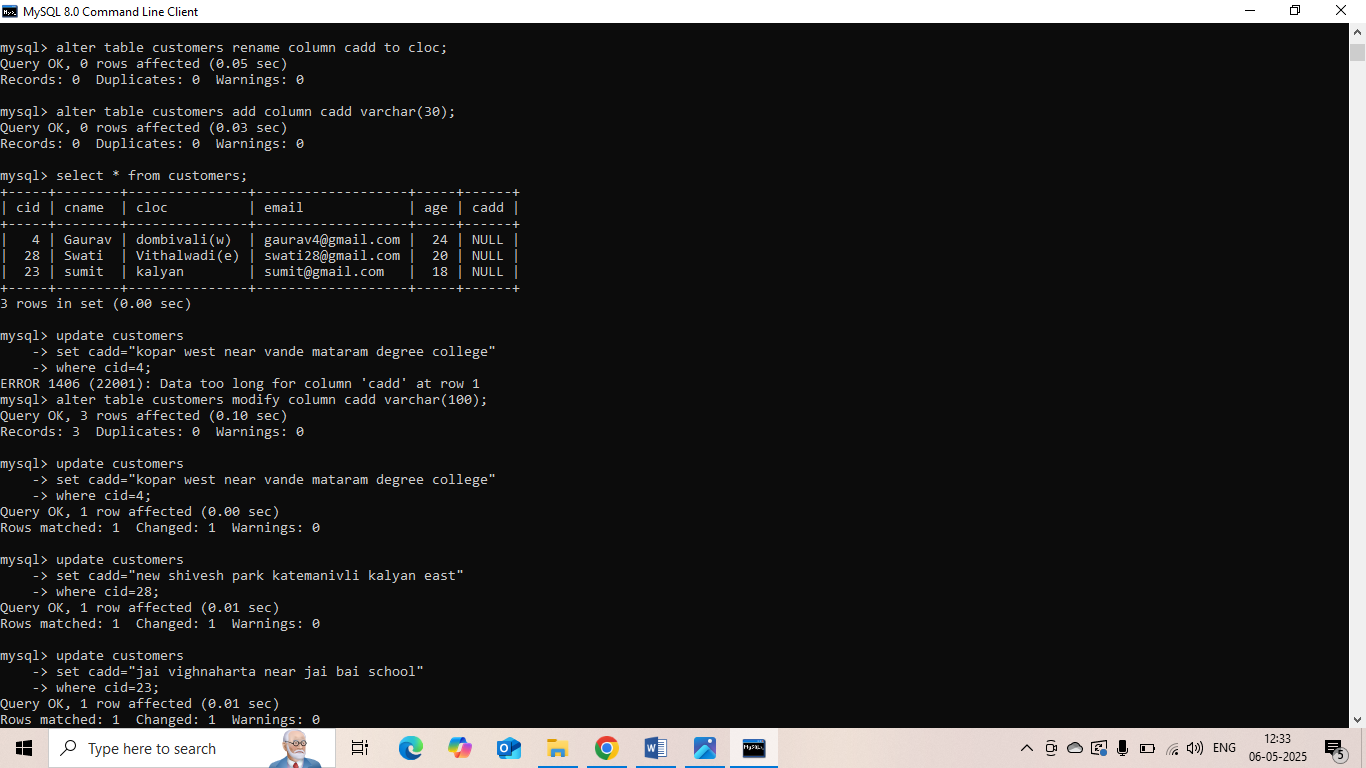 MySQL 8.0 Command Line Client
mysql> alter table customers rename column cadd to cloc;
Query OK, 0 rows affected (0.05 sec)
Records: 0  Duplicates: 0  Warnings: 0
mysql> alter table customers add column cadd varchar(30);
Query OK, 0 rows affected (0.03 sec)
Records: 0  Duplicates: 0  Warnings: 0
mysql> select * from customers;
+-----+--------+---------------+-------------------+-----+------+
| cid | cname  | cloc          | email             | age | cadd |
+-----+--------+---------------+-------------------+-----+------+
|   4 | Gaurav | dombivali(w)  | gaurav4@gmail.com |  24 | NULL |
|  28 | Swati  | Vithalwadi(e) | swati28@gmail.com |  20 | NULL |
|  23 | sumit  | kalyan        | sumit@gmail.com   |  18 | NULL |
+-----+--------+---------------+-------------------+-----+------+
3 rows in set (0.00 sec)
mysql> update customers
    -> set cadd="kopar west near vande mataram degree college"
    -> where cid=4;
ERROR 1406 (22001): Data too long for column 'cadd' at row 1
mysql> alter table customers modify column cadd varchar(100);
Query OK, 3 rows affected (0.10 sec)
Records: 3  Duplicates: 0  Warnings: 0
mysql> update customers
    -> set cadd="kopar west near vande mataram degree college"
    -> where cid=4;
Query OK, 1 row affected (0.00 sec)
Rows matched: 1  Changed: 1  Warnings: 0
mysql> update customers
    -> set cadd="new shivesh park katemanivli kalyan east"
    -> where cid=28;
Query OK, 1 row affected (0.01 sec)
Rows matched: 1  Changed: 1  Warnings: 0
mysql> update customers
    -> set cadd="jai vighnaharta near jai bai school"
    -> where cid=23;
Query OK, 1 row affected (0.01 sec)
Rows matched: 1  Changed: 1  Warnings: 0
Type here to search
ENG
12:33
06-05-2025
5